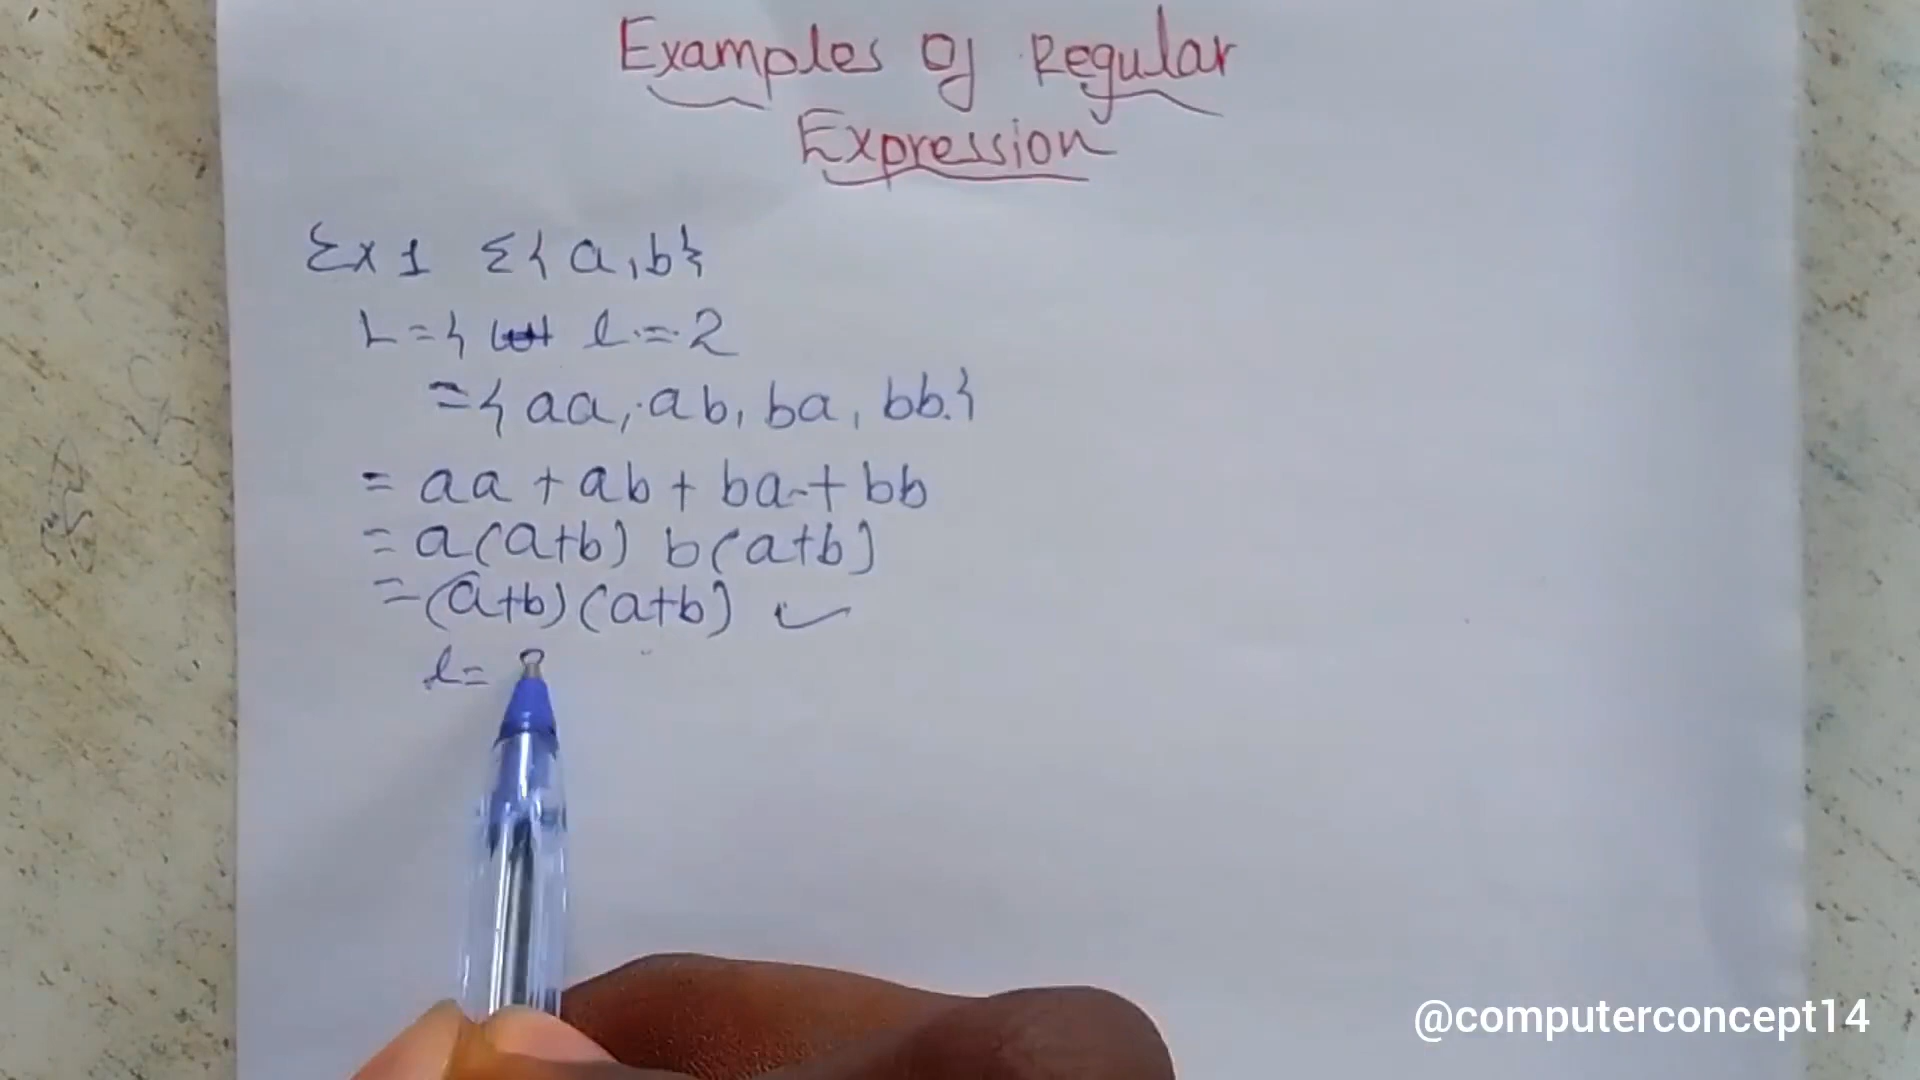 Examples Of Regular
Expression
Ex 1 Σ{a,b}
L={ l=2
={aa, ab, ba, bb}
= aa + ab + ba + bb
= a(a+b) b(a+b)
= (a+b)(a+b) ✓
l=
@computerconcept14